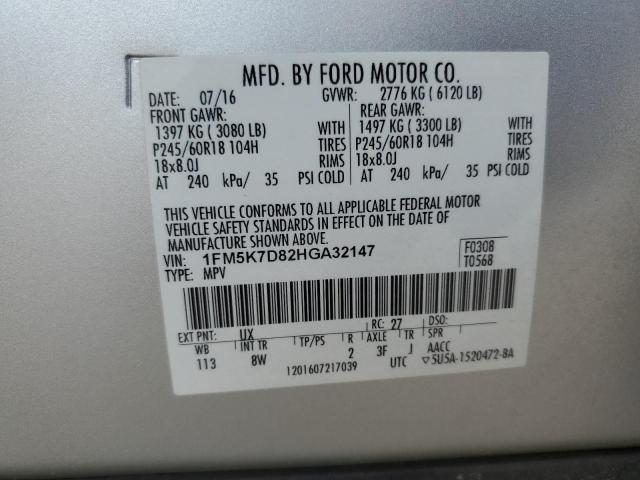 MFD. BY FORD MOTOR CO.
DATE: 07/16 GVWR: 2776 KG ( 6120 LB)
FRONT GAWR: REAR GAWR:
1397 KG ( 3080 LB) WITH 1497 KG ( 3300 LB) WITH
P245/60R18 104H TIRES P245/60R18 104H TIRES
18x8.0J RIMS 18x8.0J RIMS
AT 240 kPa/ 35 PSI COLD AT 240 kPa/ 35 PSI COLD
THIS VEHICLE CONFORMS TO ALL APPLICABLE FEDERAL MOTOR
VEHICLE SAFETY STANDARDS IN EFFECT ON THE DATE OF
MANUFACTURE SHOWN ABOVE.
VIN: 1FM5K7D82HGA32147 F0308
TYPE: MPV T0568
EXT PNT: UX RC: 27 DSO:
WB INT TR TP/PS R AXLE TR SPR
113 BW 2 3F J AACC
1201607217039 UTC ▽5U5A-1520472-BA